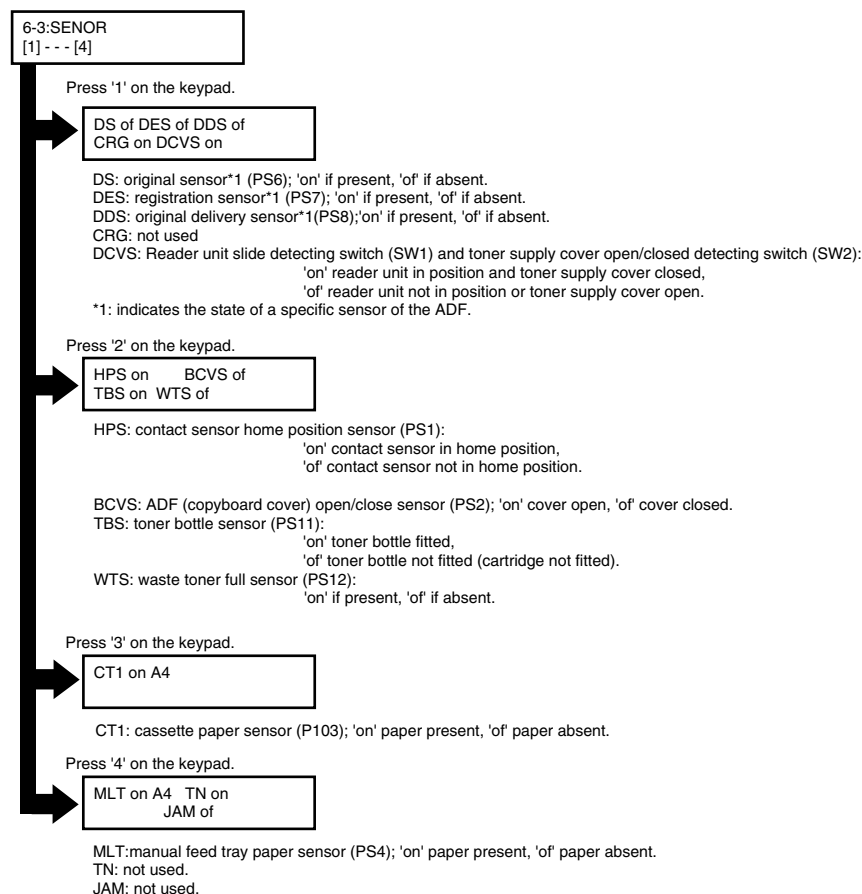 6-3:SENOR
[1] - - - [4]
Press '1' on the keypad.
DS of DES of DDS of
CRG on DCVS on
DS: original sensor*1 (PS6); 'on' if present, 'of' if absent.
DES: registration sensor*1 (PS7); 'on' if present, 'of' if absent.
DDS: original delivery sensor*1(PS8);'on' if present, 'of' if absent.
CRG: not used
DCVS: Reader unit slide detecting switch (SW1) and toner supply cover open/closed detecting switch (SW2):
'on' reader unit in position and toner supply cover closed,
'of' reader unit not in position or toner supply cover open.
*1: indicates the state of a specific sensor of the ADF.
Press '2' on the keypad.
HPS on BCVS of
TBS on WTS of
HPS: contact sensor home position sensor (PS1):
'on' contact sensor in home position,
'of' contact sensor not in home position.
BCVS: ADF (copyboard cover) open/close sensor (PS2); 'on' cover open, 'of' cover closed.
TBS: toner bottle sensor (PS11):
'on' toner bottle fitted,
'of' toner bottle not fitted (cartridge not fitted).
WTS: waste toner full sensor (PS12):
'on' if present, 'of' if absent.
Press '3' on the keypad.
CT1 on A4
CT1: cassette paper sensor (P103); 'on' paper present, 'of' paper absent.
Press '4' on the keypad.
MLT on A4 TN on
JAM of
MLT:manual feed tray paper sensor (PS4); 'on' paper present, 'of' paper absent.
TN: not used.
JAM: not used.